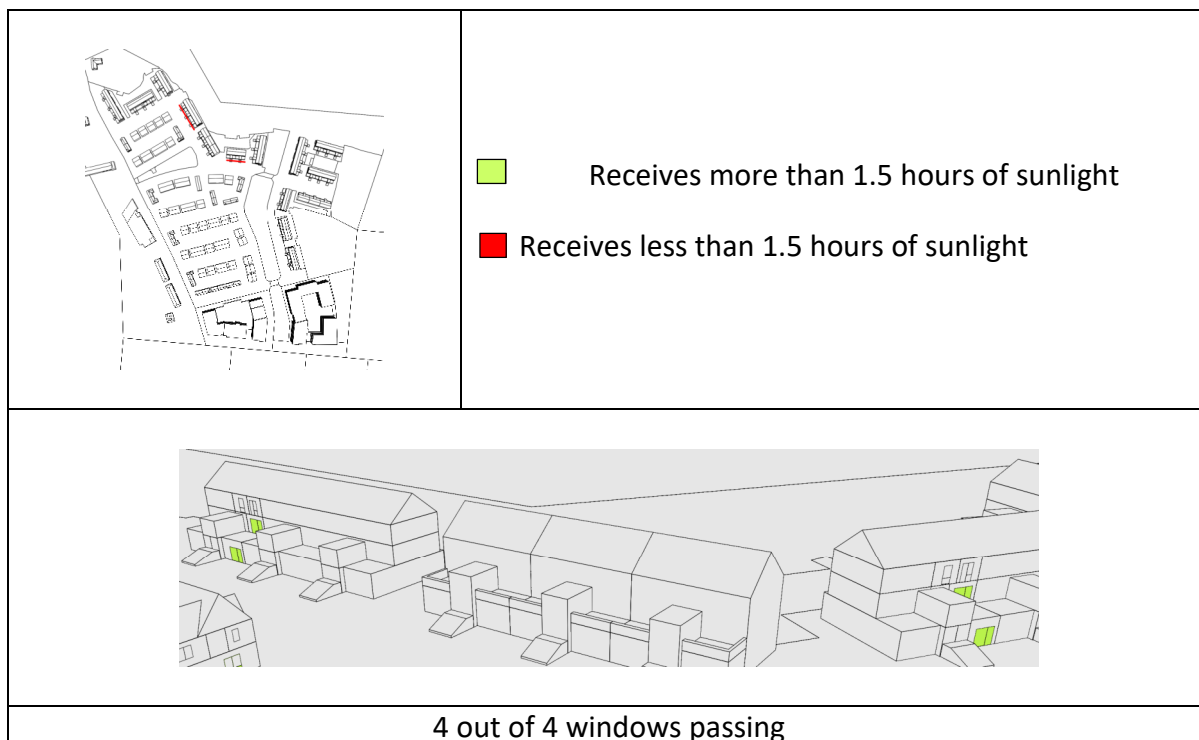 Receives more than 1.5 hours of sunlight
Receives less than 1.5 hours of sunlight
4 out of 4 windows passing